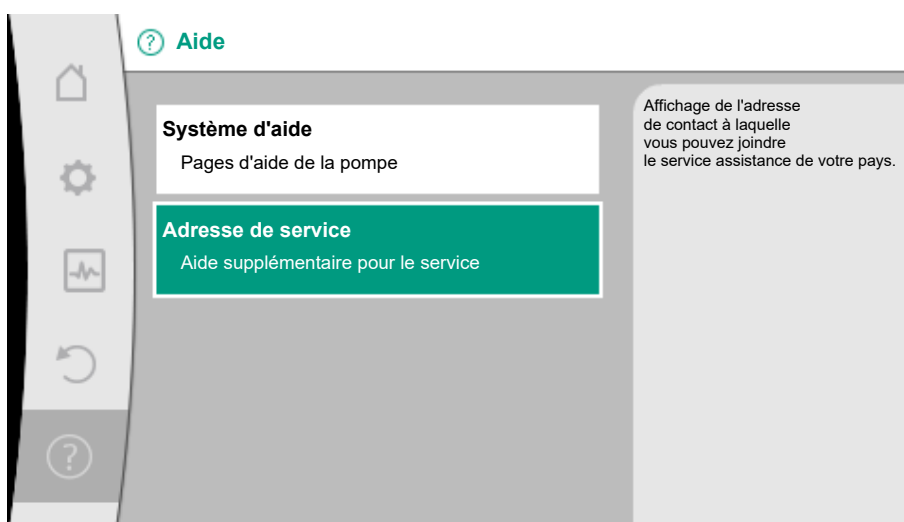 Aide
Système d'aide
Pages d'aide de la pompe
Adresse de service
Aide supplémentaire pour le service
Affichage de l'adresse
de contact à laquelle
vous pouvez joindre
le service assistance de votre pays.